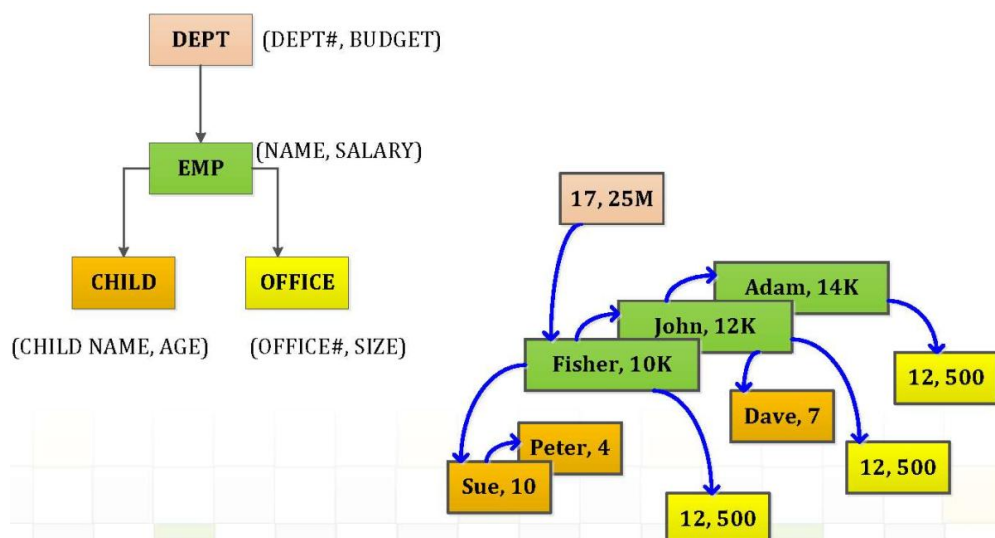 DEPT (DEPT#, BUDGET)
EMP (NAME, SALARY)
CHILD
OFFICE
(CHILD NAME, AGE)
(OFFICE#, SIZE)
17, 25M
Adam, 14K
John, 12K
Fisher, 10K
12, 500
Dave, 7
Peter, 4
12, 500
Sue, 10
12, 500